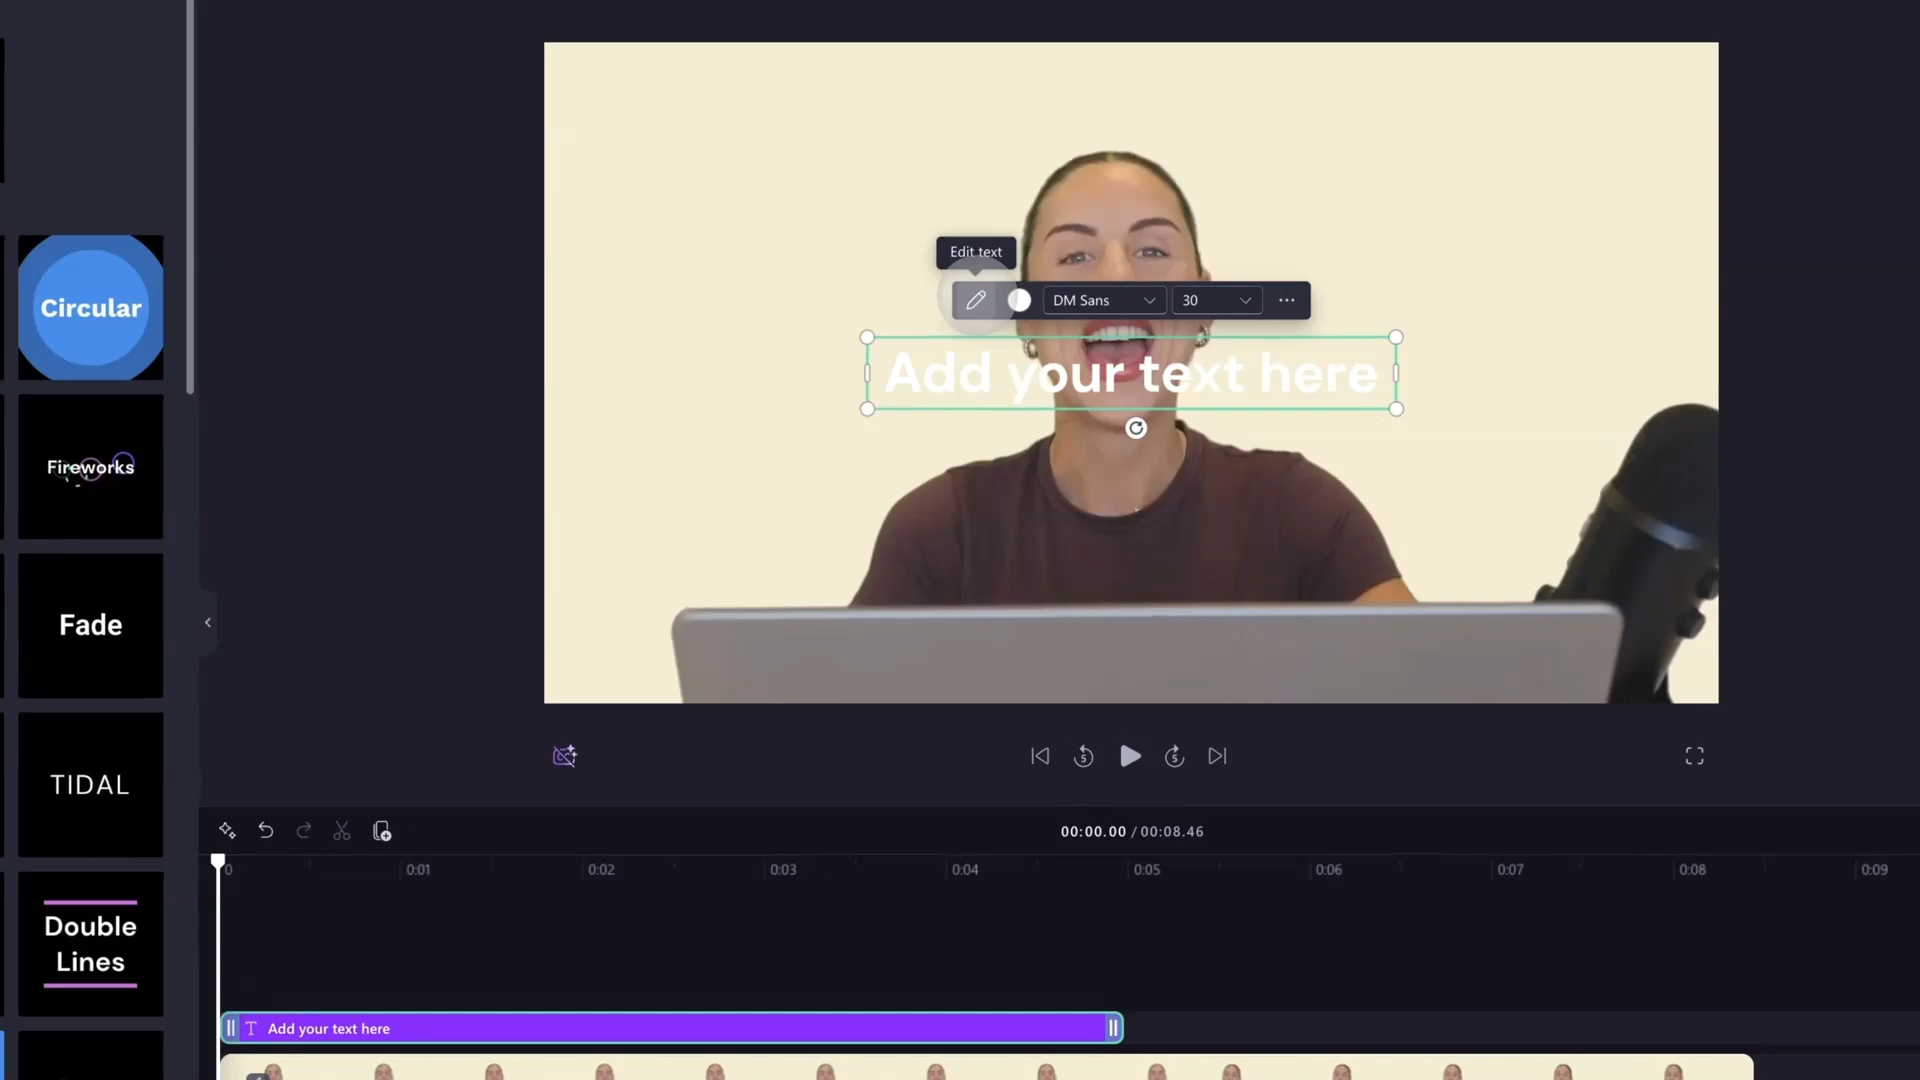 Circular
Fireworks
Fade
TIDAL
Double
Lines
Edit text
DM Sans
30
Add your text here
5
5
00:00.00 / 00:08.46
0
0:01
0:02
0:03
0:04
0:05
0:06
0:07
0:08
0:09
T Add your text here